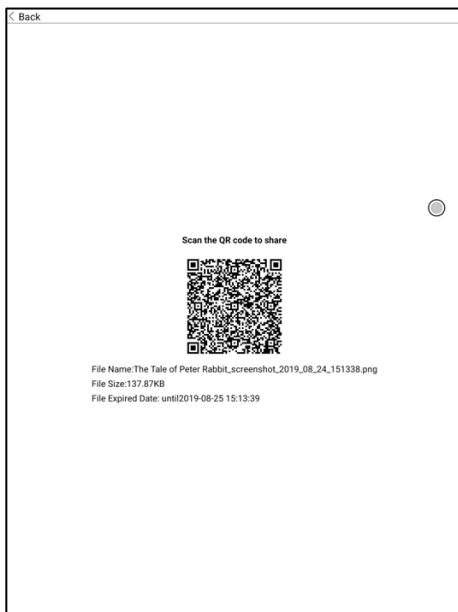 Back
Scan the QR code to share
File Name:The Tale of Peter Rabbit_screenshot_2019_08_24_151338.png
File Size:137.87KB
File Expired Date: until2019-08-25 15:13:39